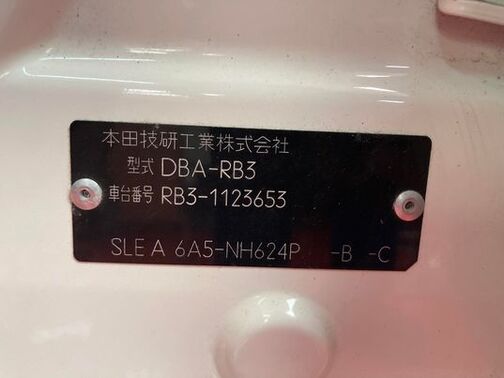 本田技研工業株式会社
型式 DBA-RB3
車台番号 RB3-1123653
SLE A 6A5-NH624P -B -C